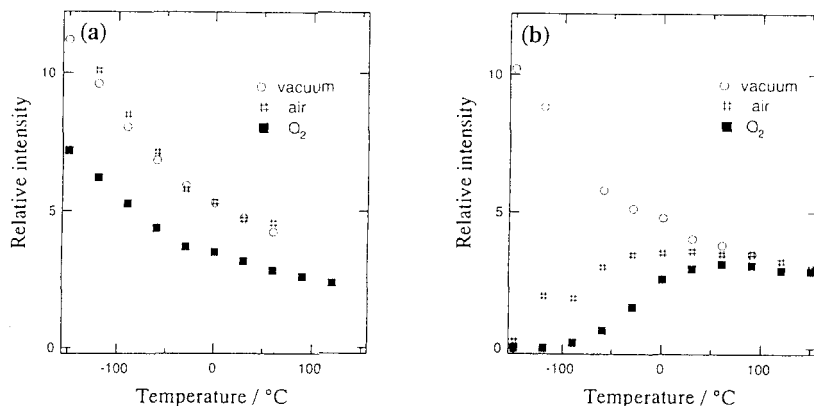 (a)
10
5
0
Relative intensity
○ vacuum
⌗ air
■ O₂
-100
0
100
Temperature / °C
(b)
10
5
0
Relative intensity
○ vacuum
⌗ air
■ O₂
-100
0
100
Temperature / °C